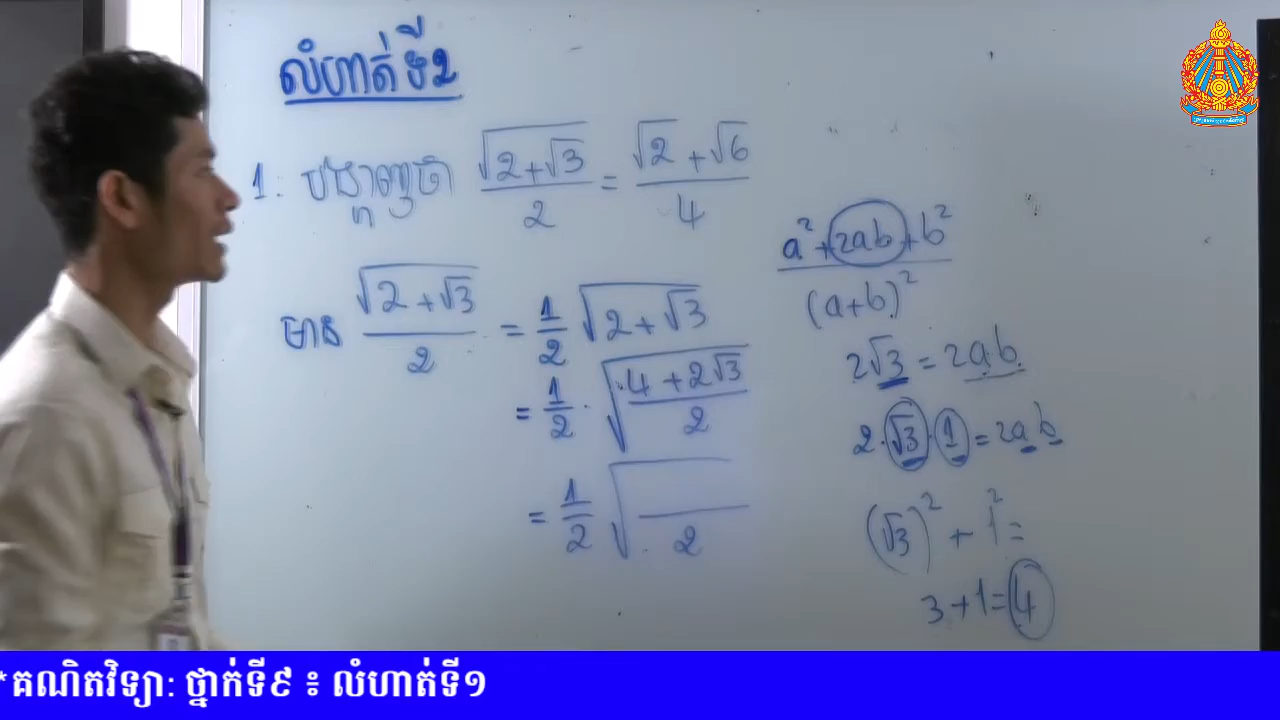 លំហាត់ទី២
1. បង្ហាញថា √(2+√3)/2 = (√2+√6)/4
មាន √(2+√3)/2 = 1/2 √(2+√3)
= 1/2 · √((4+2√3)/2)
= 1/2 √( /2)
a²+2ab+b²
(a+b)²
2√3 = 2a·b
2·√3·1 = 2ab
(√3)² + 1² =
3+1=4
*គណិតវិទ្យា: ថ្នាក់ទី៩ ៖ លំហាត់ទី១